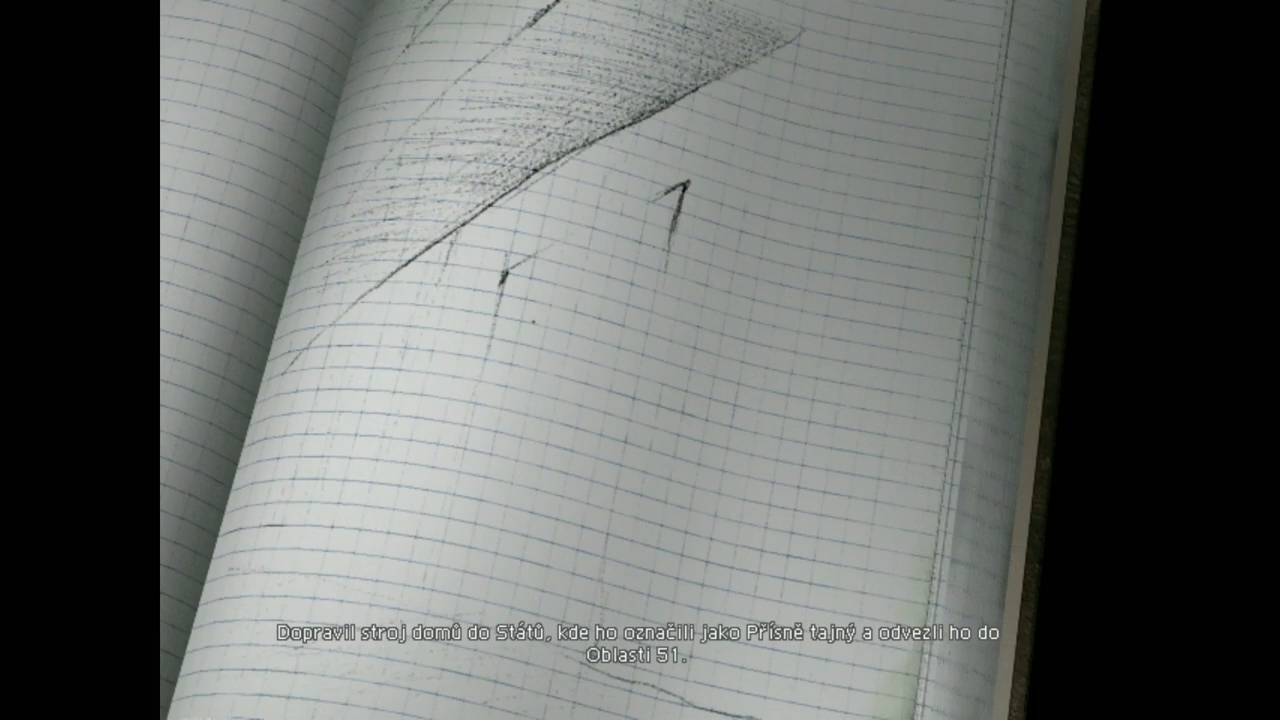 Dopravil stroj domů do Států, kde ho označili jako Přísně tajný a odvezli ho do
Oblasti 51.